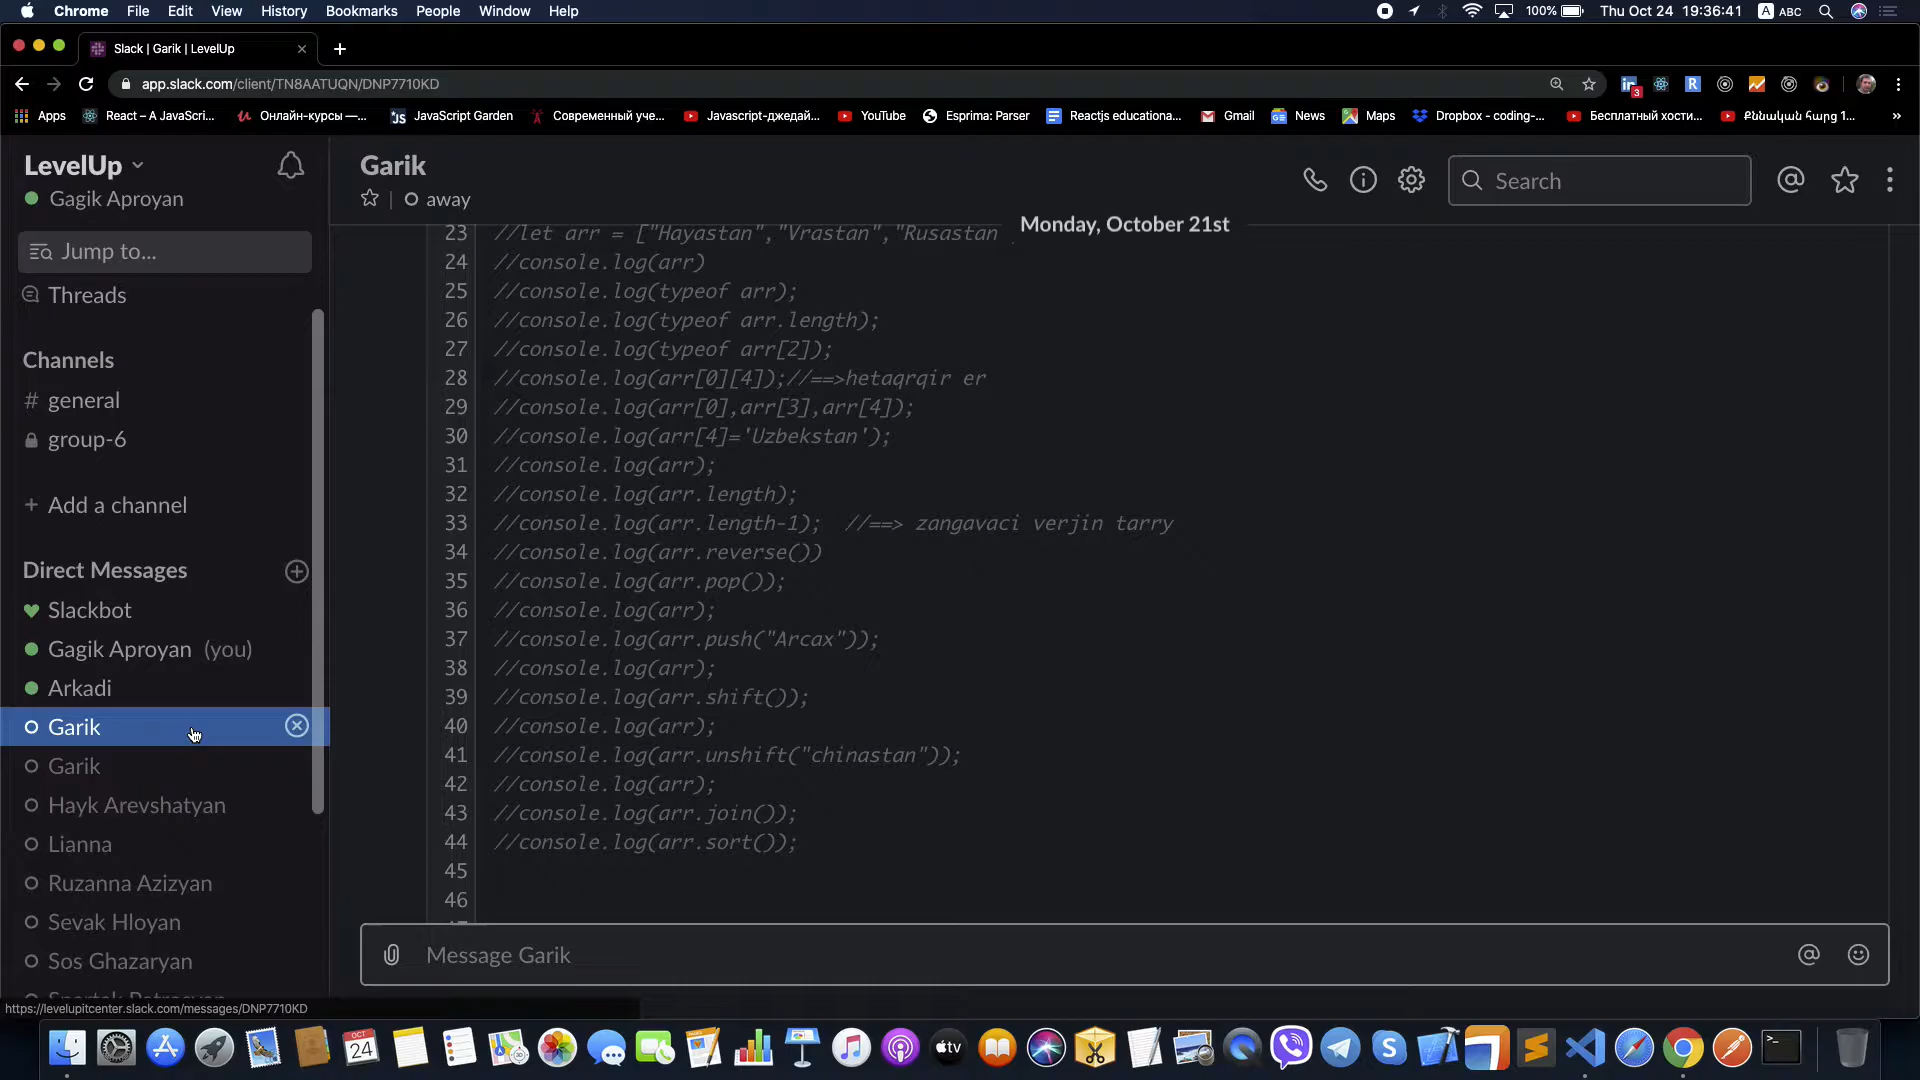 Chrome File Edit View History Bookmarks People Window Help 100% Thu Oct 24 19:36:41 A ABC
Slack | Garik | LevelUp
app.slack.com/client/TN8AATUQN/DNP7710KD
3
Apps React – A JavaScri... Онлайн-курсы —... JS JavaScript Garden Современный уче... Javascript-джедай... YouTube Esprima: Parser Reactjs educationa... Gmail News Maps Dropbox - coding-... Бесплатный хости... Քննական հարց 1... »
LevelUp
Gagik Aproyan
Jump to...
Threads
Channels
# general
group-6
+ Add a channel
Direct Messages
Slackbot
Gagik Aproyan (you)
Arkadi
Garik
Garik
Hayk Arevshatyan
Lianna
Ruzanna Azizyan
Sevak Hloyan
Sos Ghazaryan
Garik
away
Search
Monday, October 21st
23 //let arr = ["Hayastan","Vrastan","Rusastan
24 //console.log(arr)
25 //console.log(typeof arr);
26 //console.log(typeof arr.length);
27 //console.log(typeof arr[2]);
28 //console.log(arr[0][4]);//==>hetaqrqir er
29 //console.log(arr[0],arr[3],arr[4]);
30 //console.log(arr[4]='Uzbekstan');
31 //console.log(arr);
32 //console.log(arr.length);
33 //console.log(arr.length-1); //==> zangavaci verjin tarry
34 //console.log(arr.reverse())
35 //console.log(arr.pop());
36 //console.log(arr);
37 //console.log(arr.push("Arcax"));
38 //console.log(arr);
39 //console.log(arr.shift());
40 //console.log(arr);
41 //console.log(arr.unshift("chinastan"));
42 //console.log(arr);
43 //console.log(arr.join());
44 //console.log(arr.sort());
45
46
Message Garik
https://levelupitcenter.slack.com/messages/DNP7710KD
OCT 24
tv